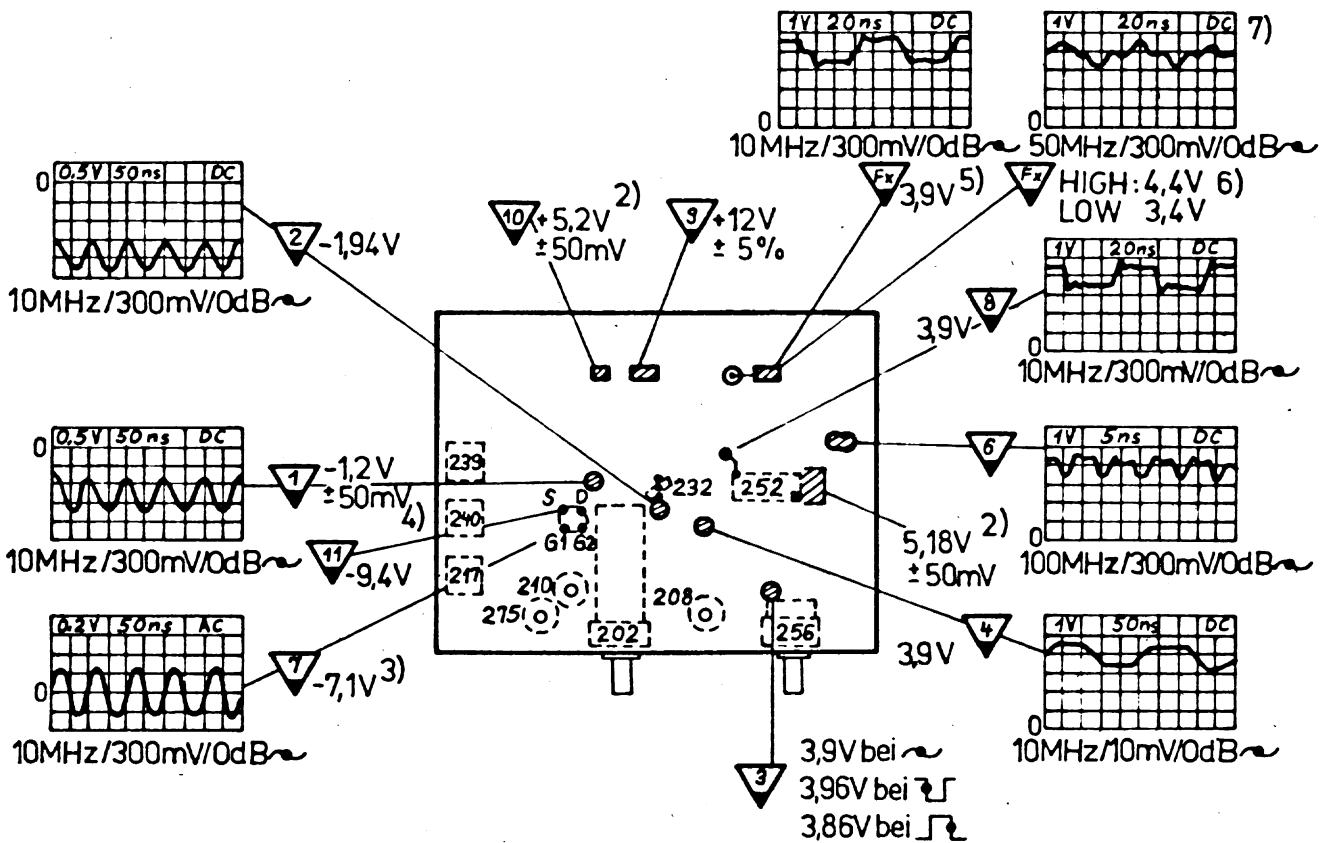 1V 20ns DC
0
10MHz/300mV/0dB
1V 20ns DC 7)
0
50MHz/300mV/0dB
0 0,5V 50ns DC
10MHz/300mV/0dB
2 -1,94V
10 +5,2V 2)
±50mV
9 +12V
± 5%
Fx 3,9V 5)
Fx HIGH: 4,4V 6)
LOW 3,4V
1V 20ns DC
0
10MHz/300mV/0dB
8
3,9V
0 0,5V 50ns DC
10MHz/300mV/0dB
1 -1,2V
±50mV 4)
11
-9,4V
239
240
217
S D
G1 G2
232
252
210
275
202
208
256
6
1V 5ns DC
0
100MHz/300mV/0dB
5,18V 2)
±50mV
0,2V 50ns AC
0
10MHz/300mV/0dB
-7,1V 3)
4
3,9V
1V 50ns DC
0
10MHz/10mV/0dB
3
3,9V bei
3,96V bei
3,86V bei